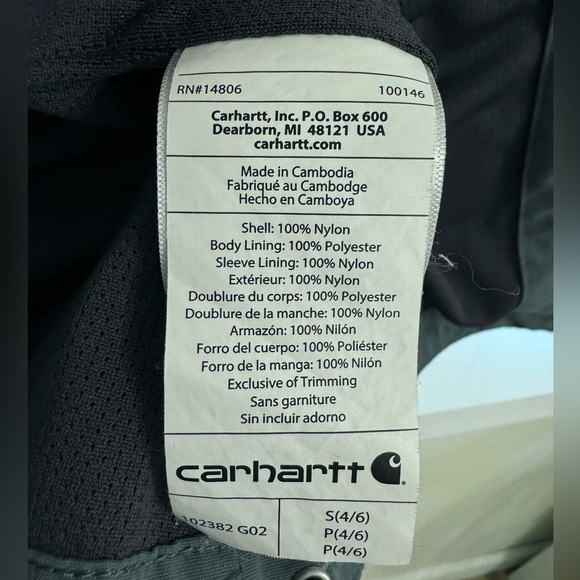 RN#14806 100146
Carhartt, Inc. P.O. Box 600
Dearborn, MI 48121 USA
carhartt.com
Made in Cambodia
Fabriqué au Cambodge
Hecho en Camboya
Shell: 100% Nylon
Body Lining: 100% Polyester
Sleeve Lining: 100% Nylon
Extérieur: 100% Nylon
Doublure du corps: 100% Polyester
Doublure de la manche: 100% Nylon
Armazón: 100% Nilón
Forro del cuerpo: 100% Poliéster
Forro de la manga: 100% Nilón
Exclusive of Trimming
Sans garniture
Sin incluir adorno
carhartt
102382 G02
S(4/6)
P(4/6)
P(4/6)